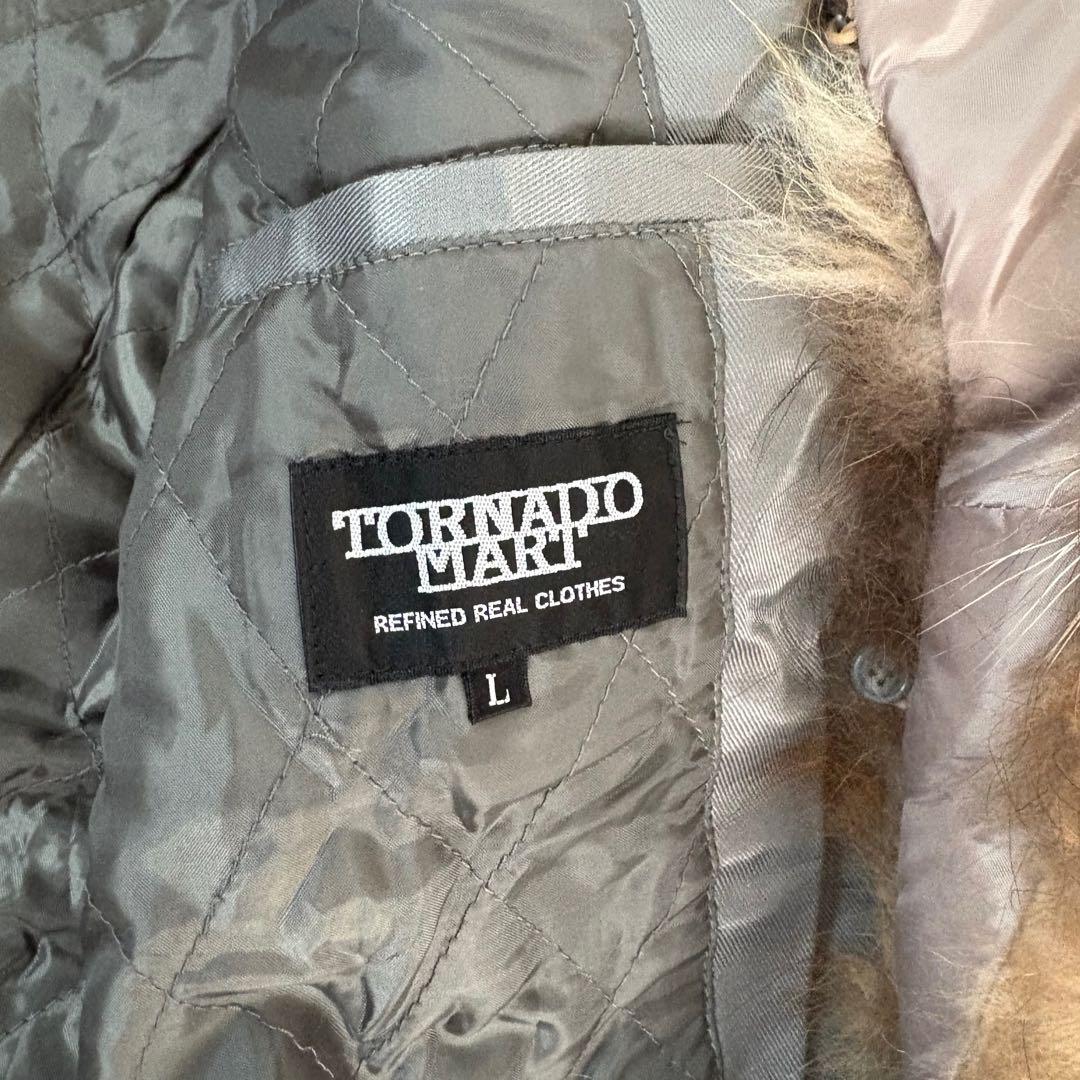 TORNADO
MART
REFINED REAL CLOTHES
L